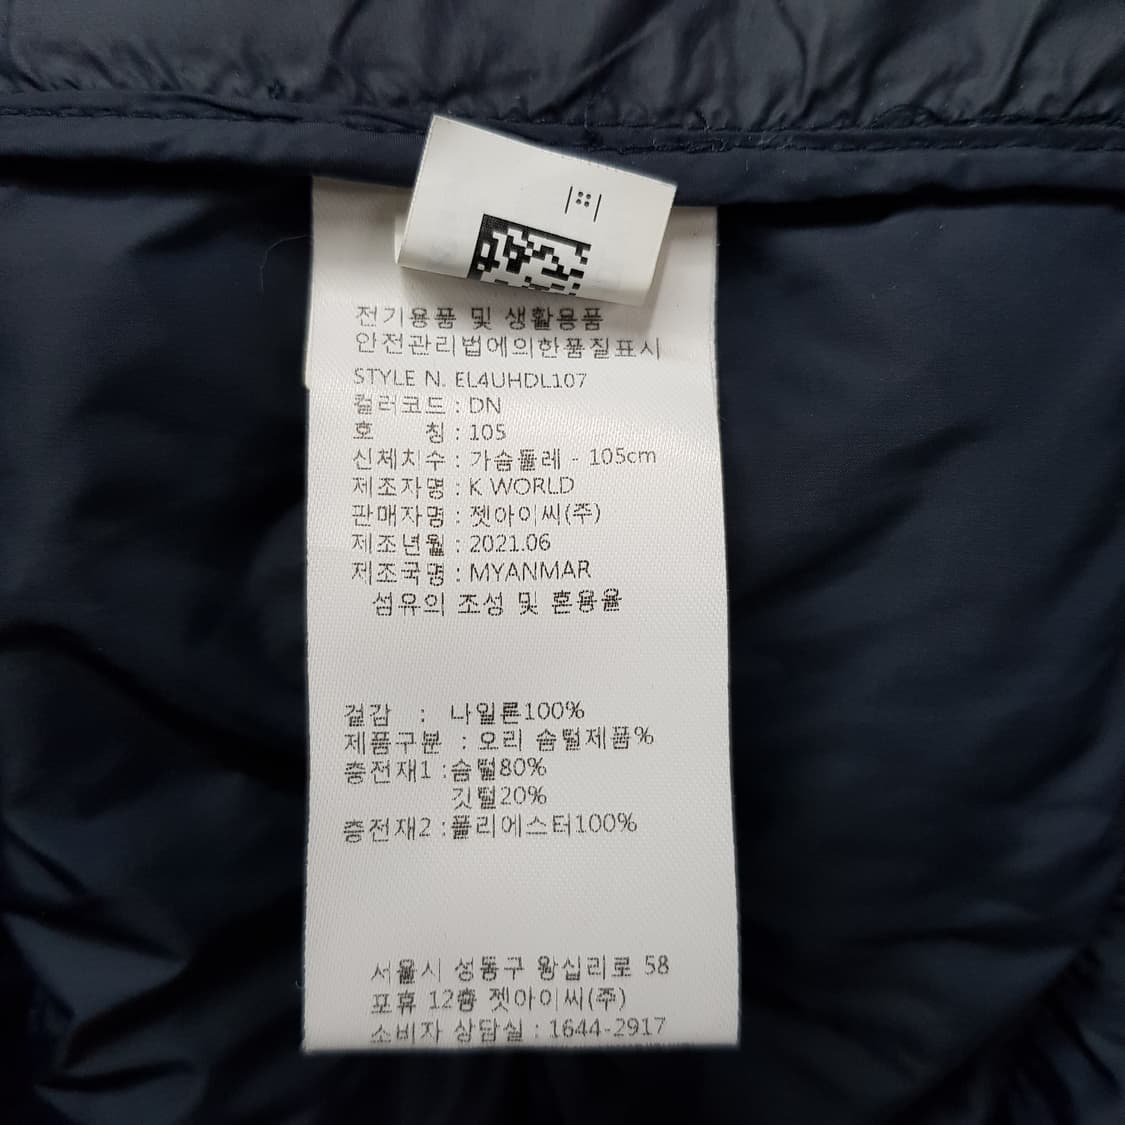 전기용품 및 생활용품
안전관리법에의한품질표시
STYLE N. EL4UHDL107
컬러코드 : DN
호 칭 : 105
신체치수 : 가슴둘레 - 105cm
제조자명 : K WORLD
판매자명 : 젯아이씨(주)
제조년월 : 2021.06
제조국명 : MYANMAR
섬유의 조성 및 혼용율
겉감 : 나일론100%
제품구분 : 오리 솜털제품%
충전재1 : 솜털80%
깃털20%
충전재2 : 폴리에스터100%
서울시 성동구 왕십리로 58
포휴 12층 젯아이씨(주)
소비자 상담실 : 1644-2917